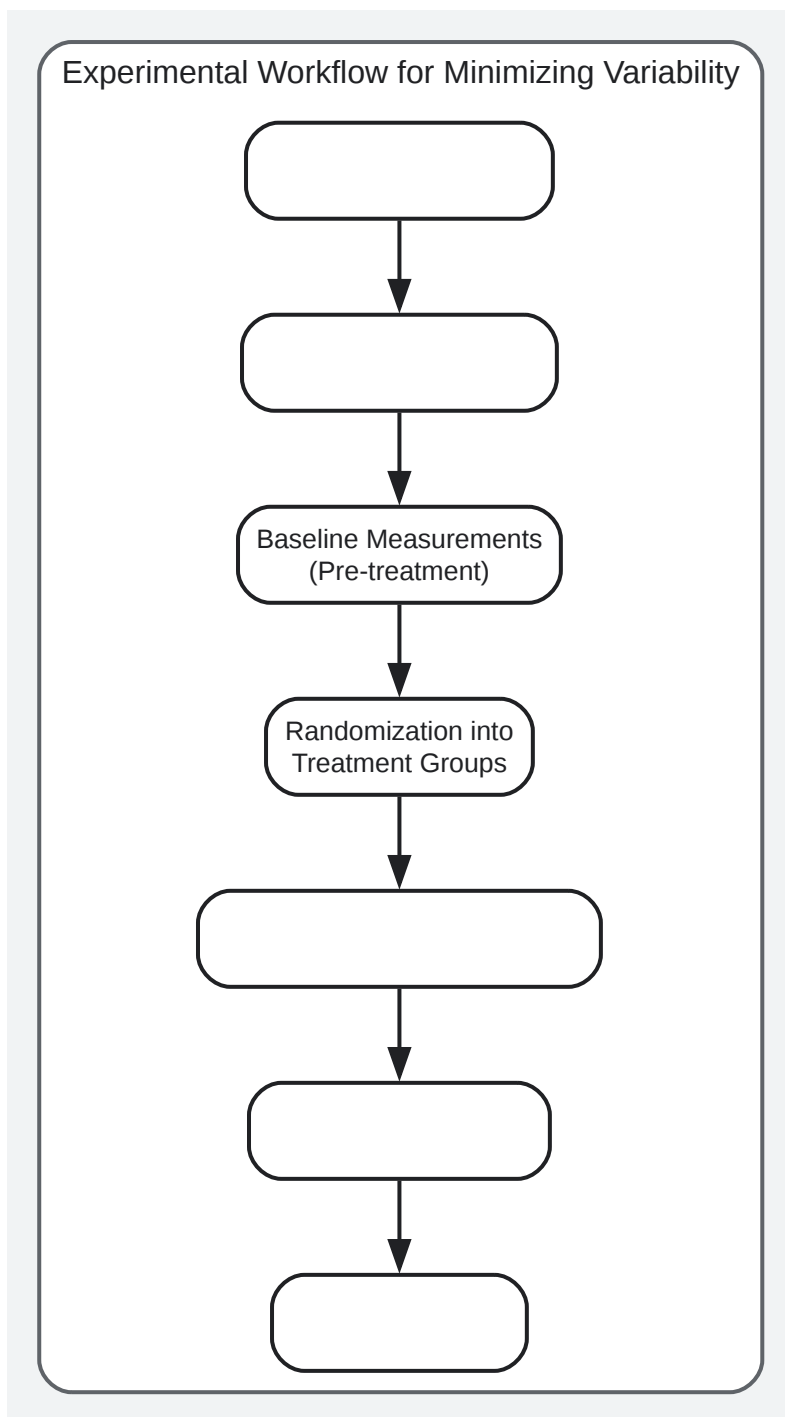 Experimental Workflow for Minimizing Variability
Baseline Measurements
(Pre-treatment)
Randomization into
Treatment Groups